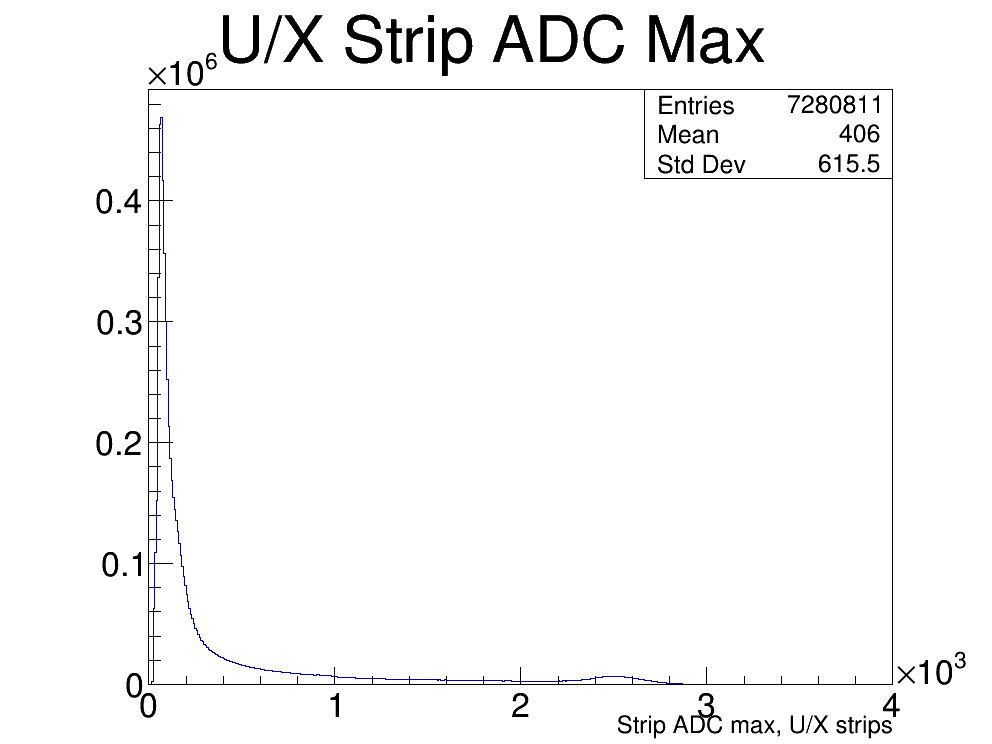 U/X Strip ADC Max
×10^6
Entries 7280811
Mean 406
Std Dev 615.5
0.4
0.3
0.2
0.1
0
0 1 2 3 4
×10^3
Strip ADC max, U/X strips